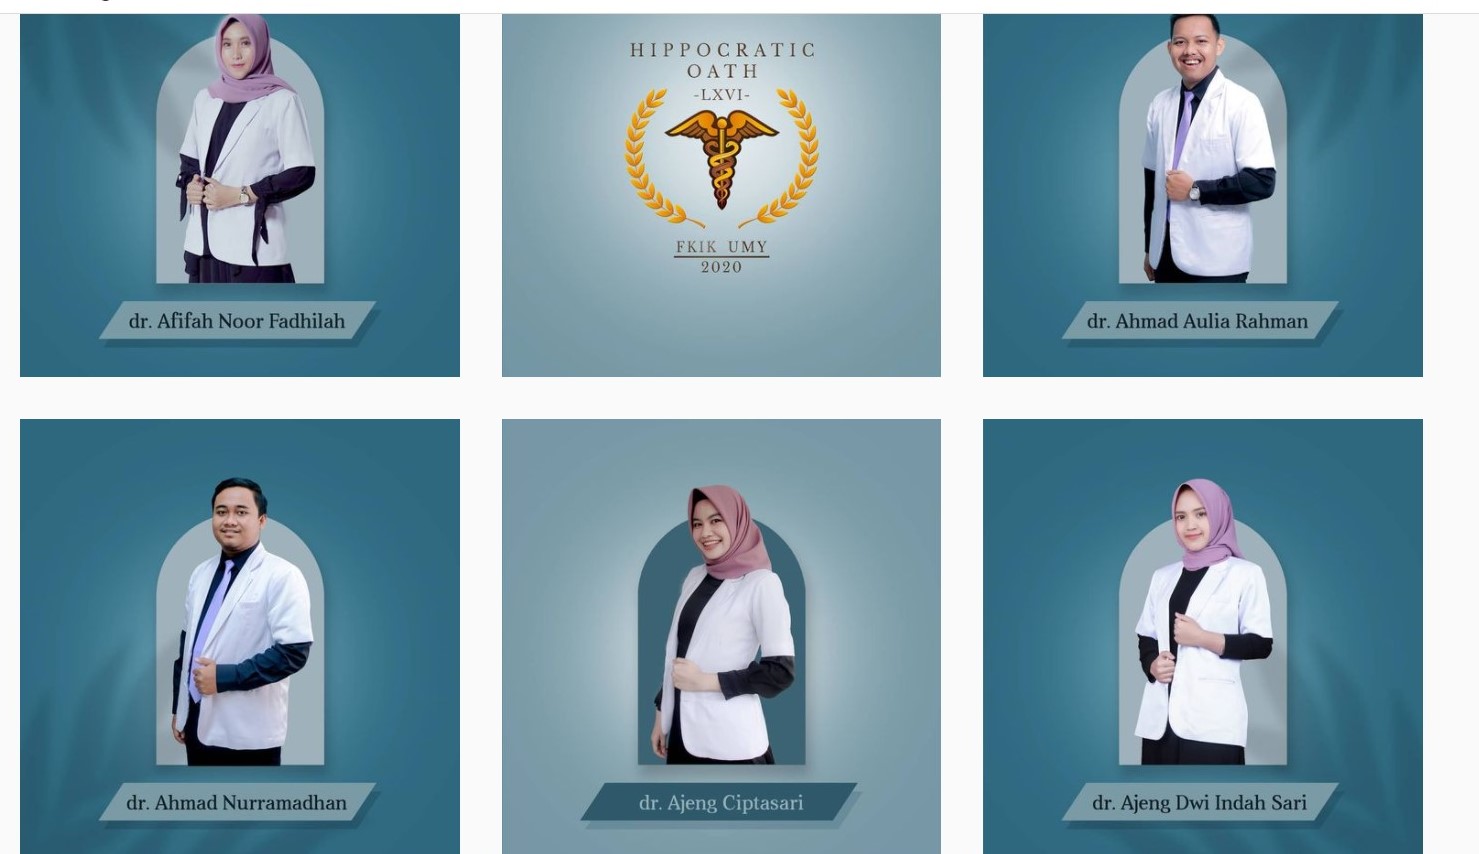 HIPPOCRATIC
OATH
-LXVI-
FKIK UMY
2020
dr. Afifah Noor Fadhilah
dr. Ahmad Aulia Rahman
dr. Ahmad Nurramadhan
dr. Ajeng Ciptasari
dr. Ajeng Dwi Indah Sari